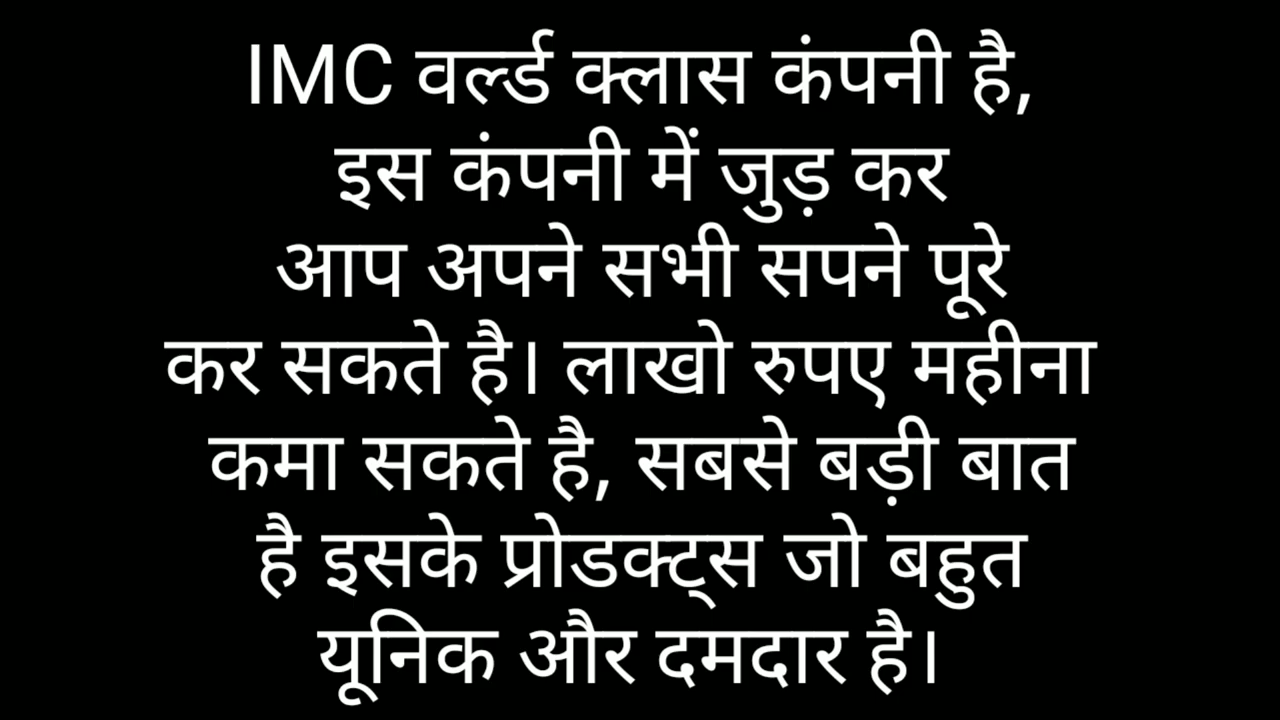 IMC वर्ल्ड क्लास कंपनी है,
इस कंपनी में जुड़ कर
आप अपने सभी सपने पूरे
कर सकते है। लाखो रुपए महीना
कमा सकते है, सबसे बड़ी बात
है इसके प्रोडक्ट्स जो बहुत
यूनिक और दमदार है।